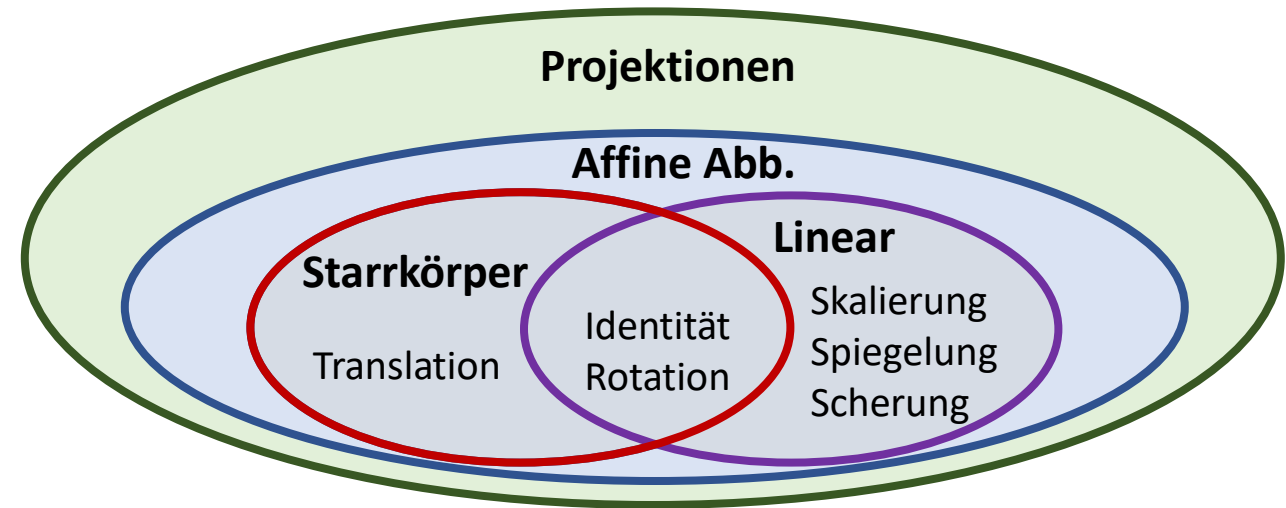 Projektionen
Affine Abb.
Starrkörper
Translation
Identität
Rotation
Linear
Skalierung
Spiegelung
Scherung